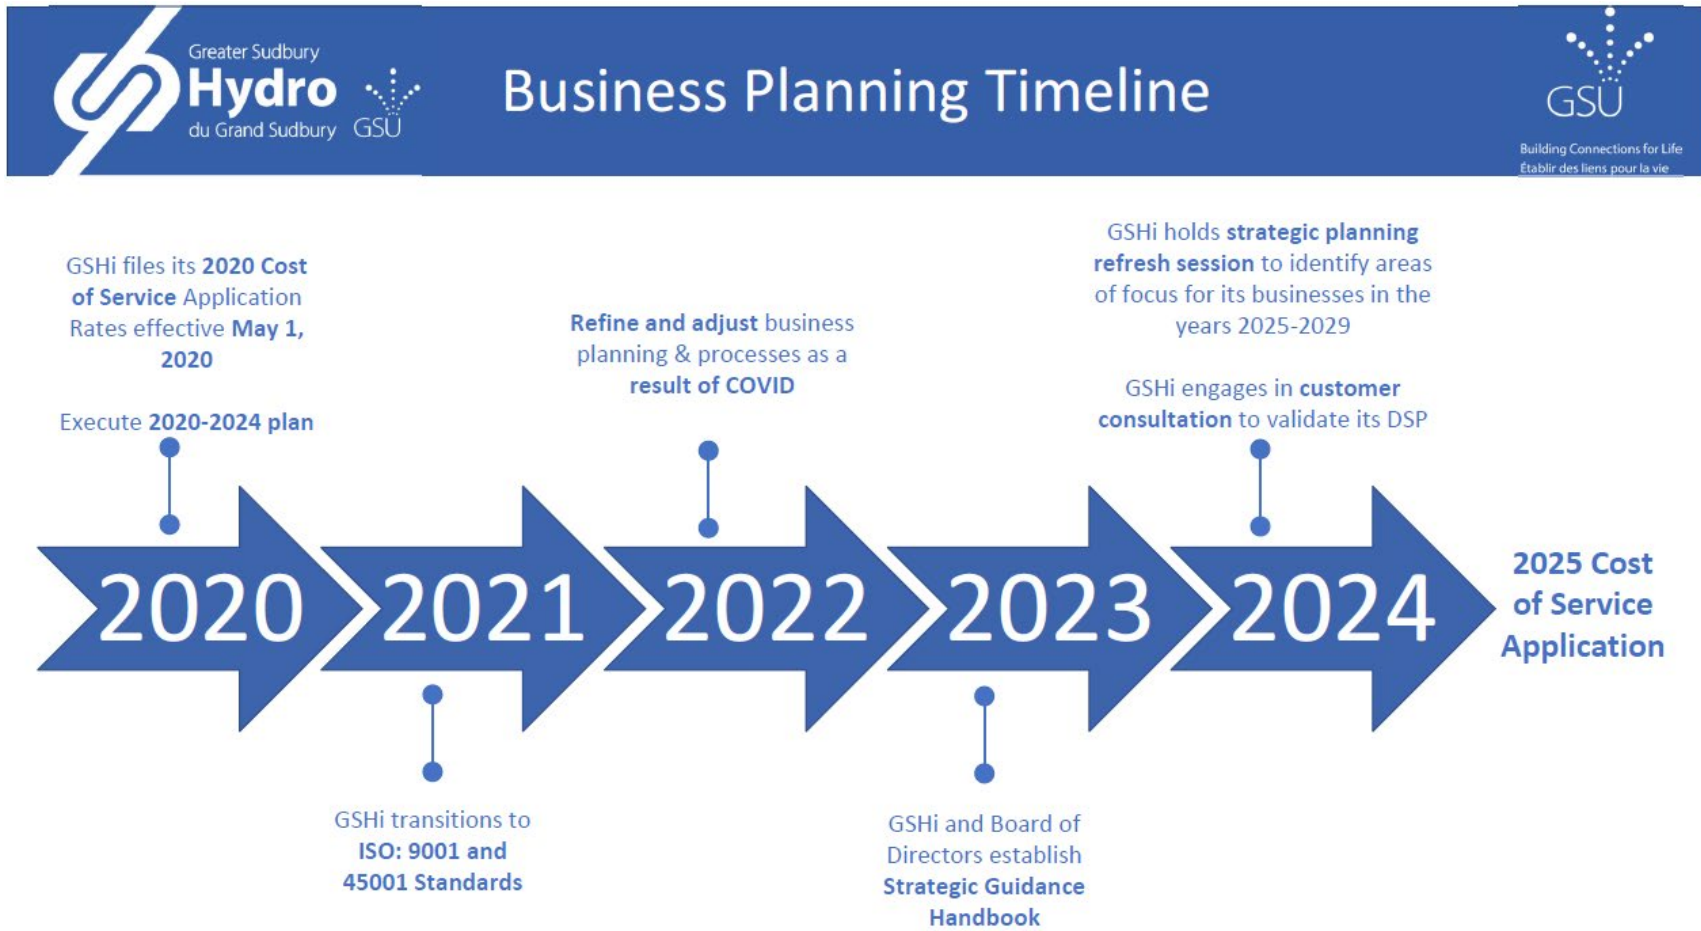 Greater Sudbury
Hydro
du Grand Sudbury
GSU
Business Planning Timeline
GSU
Building Connections for Life
Établir des liens pour la vie
GSHi files its 2020 Cost
of Service Application
Rates effective May 1,
2020
Execute 2020-2024 plan
Refine and adjust business
planning & processes as a
result of COVID
GSHi holds strategic planning
refresh session to identify areas
of focus for its businesses in the
years 2025-2029
GSHi engages in customer
consultation to validate its DSP
2020
2021
2022
2023
2024
2025 Cost
of Service
Application
GSHi transitions to
ISO: 9001 and
45001 Standards
GSHi and Board of
Directors establish
Strategic Guidance
Handbook